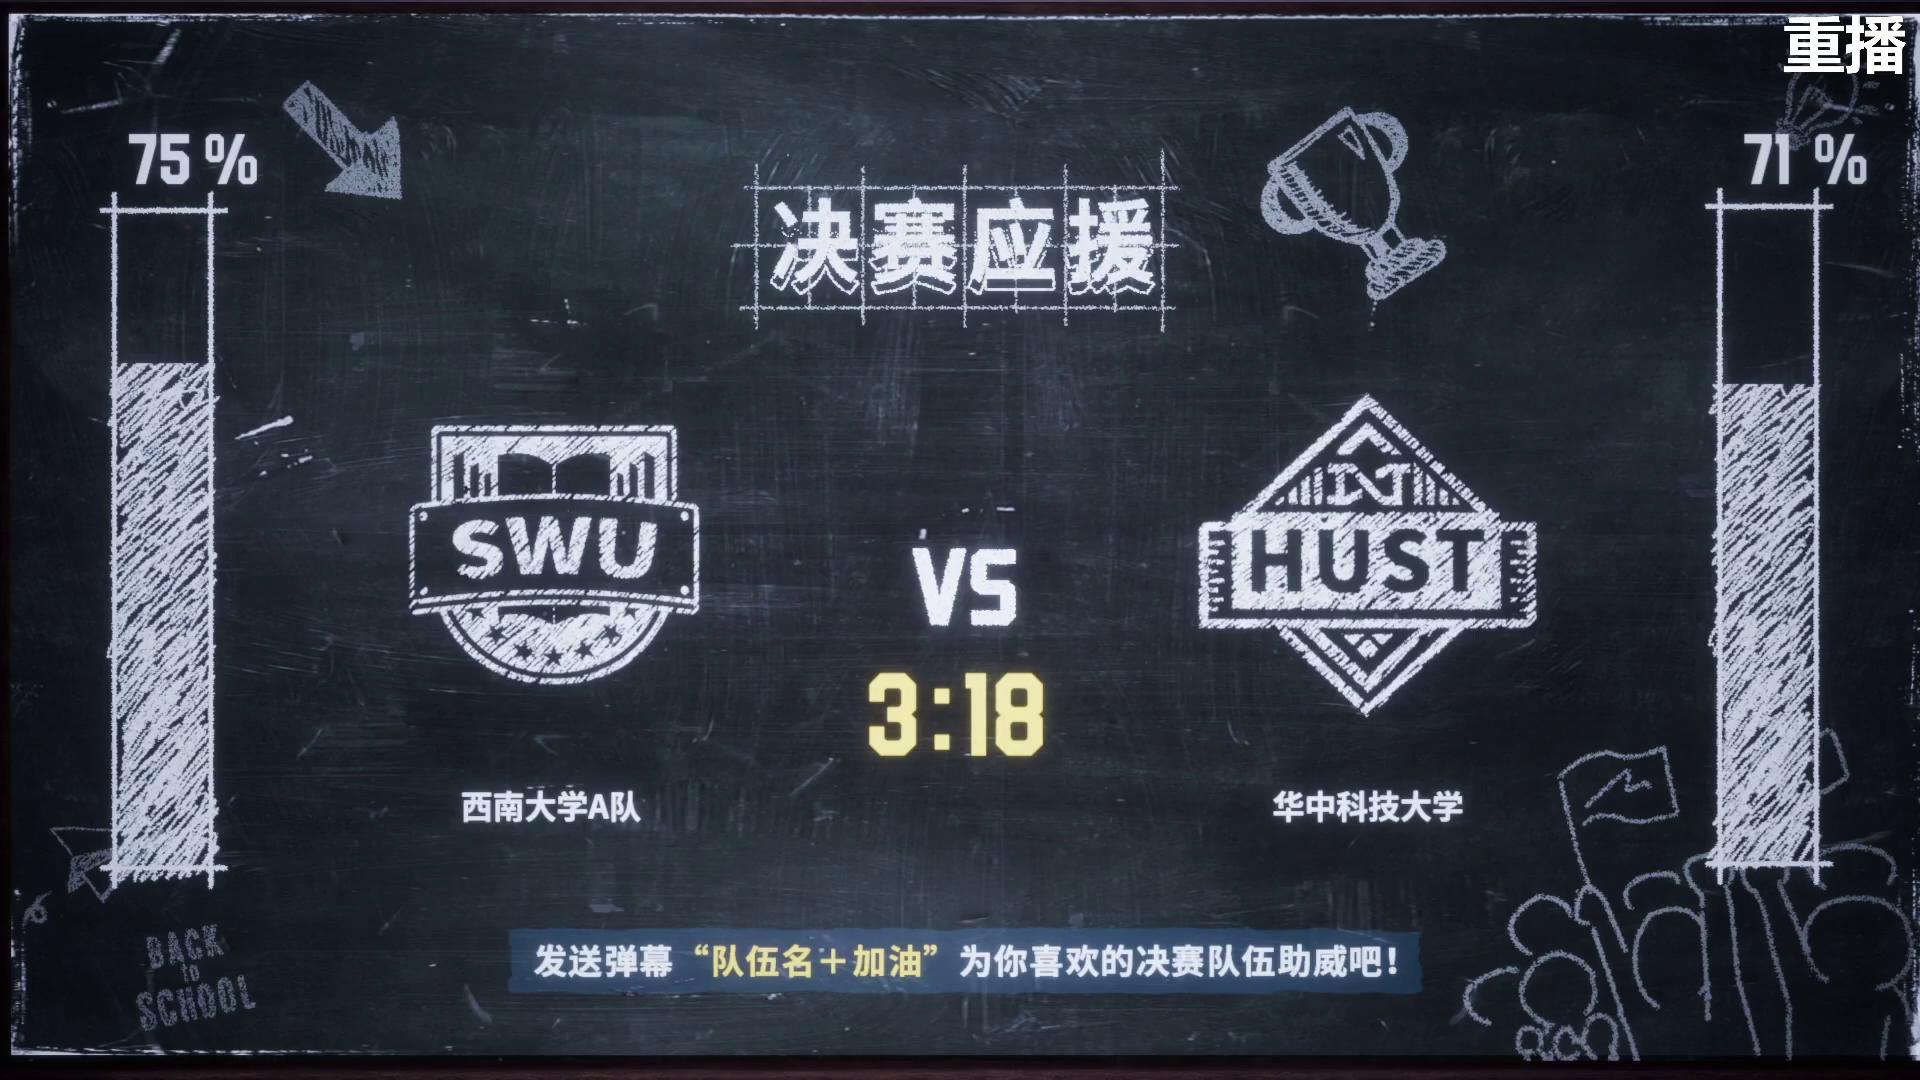 重播
75 %
71 %
决赛应援
SWU
N
HUST
VS
3:18
西南大学A队
华中科技大学
发送弹幕“队伍名+加油”为你喜欢的决赛队伍助威吧！
BACK
TO
SCHOOL